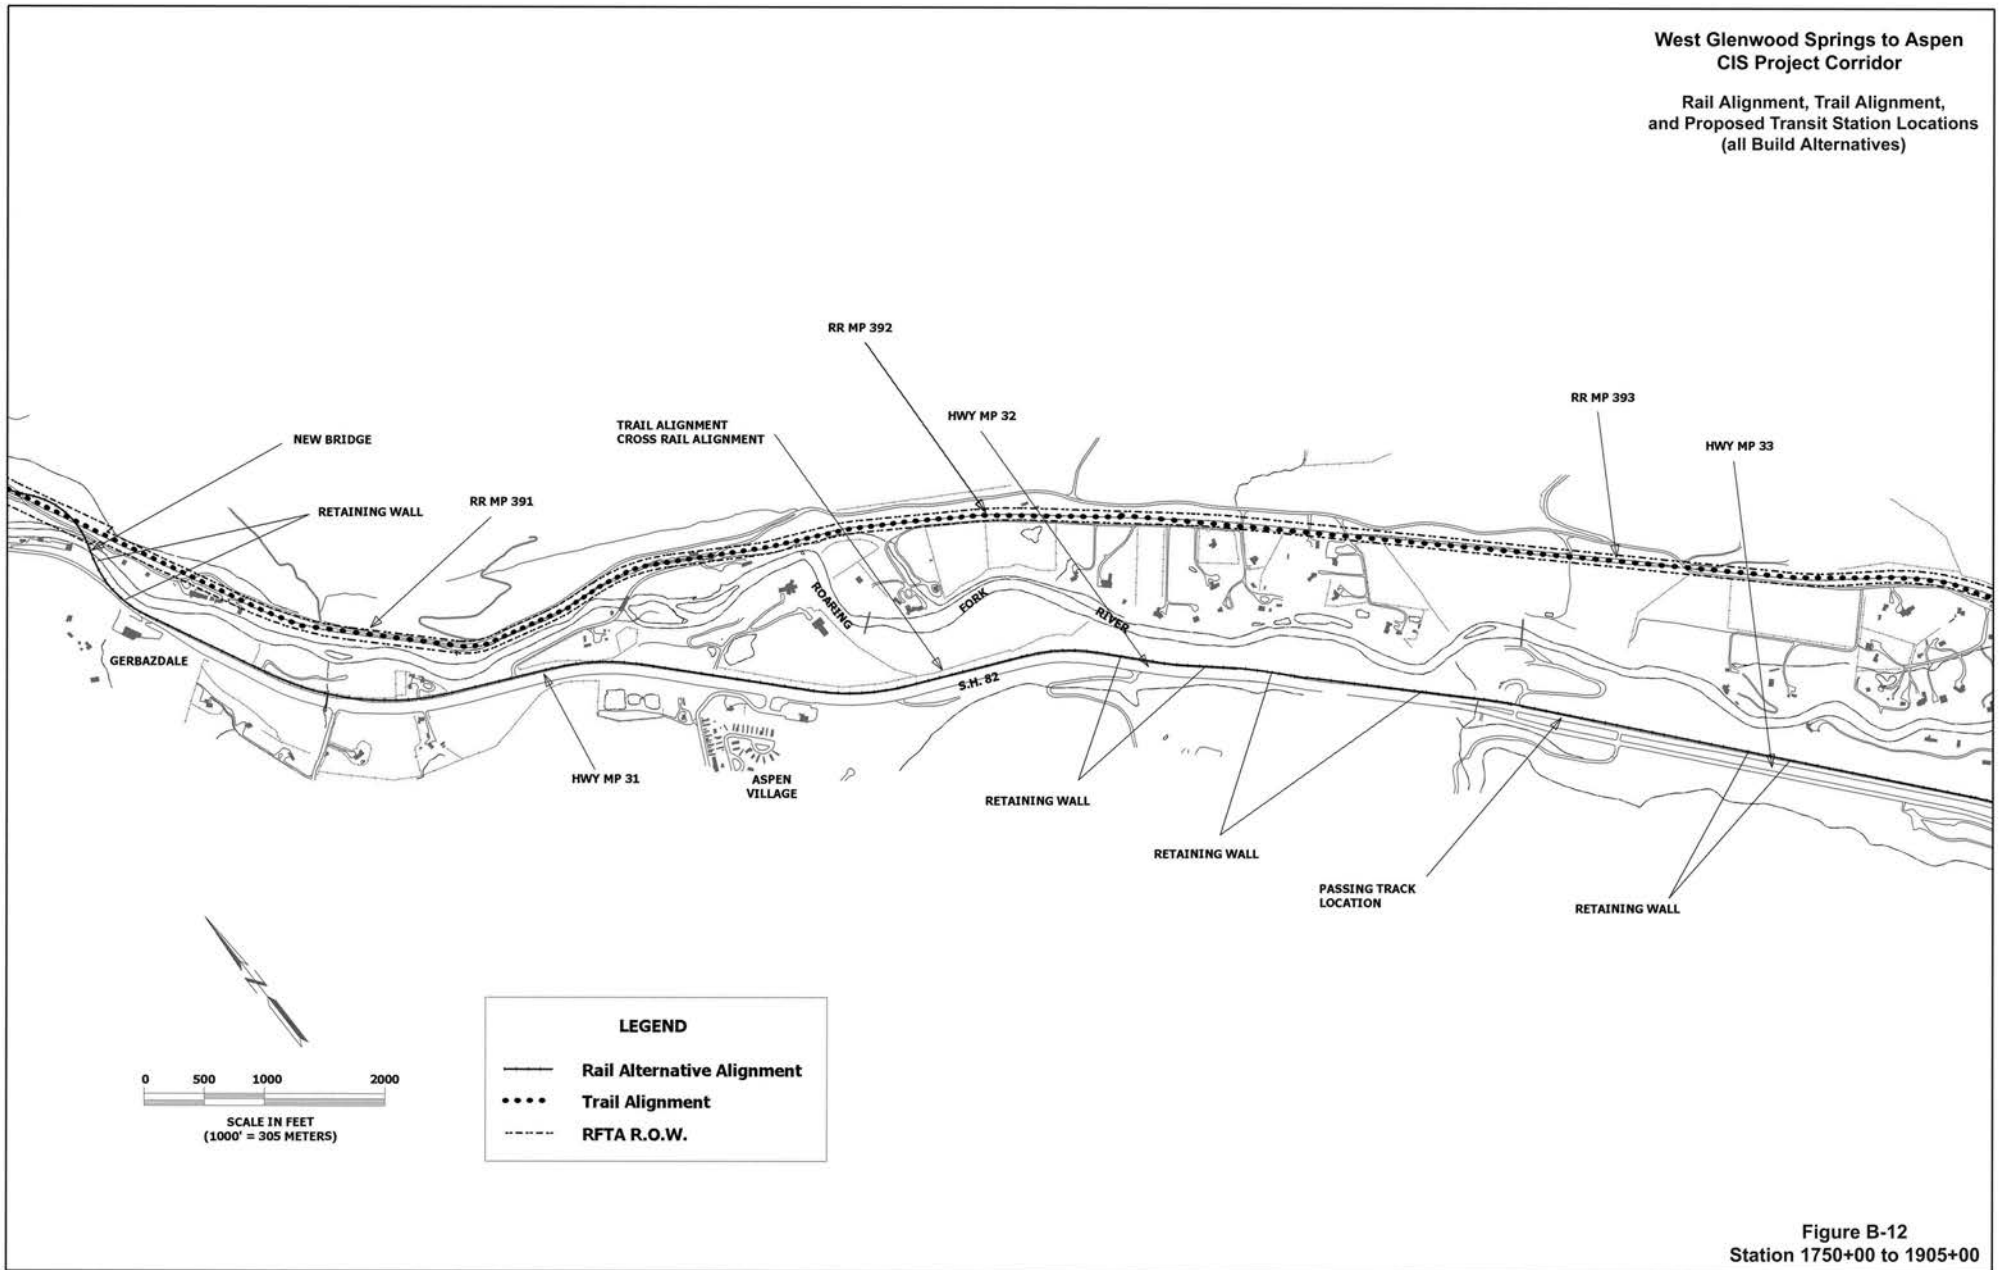 West Glenwood Springs to Aspen
CIS Project Corridor
Rail Alignment, Trail Alignment,
and Proposed Transit Station Locations
(all Build Alternatives)
RR MP 392
RR MP 393
HWY MP 32
TRAIL ALIGNMENT
CROSS RAIL ALIGNMENT
NEW BRIDGE
HWY MP 33
RR MP 391
RETAINING WALL
ROARING
FORK
RIVER
GERBAZDALE
S.H. 82
HWY MP 31
ASPEN
VILLAGE
RETAINING WALL
RETAINING WALL
PASSING TRACK
LOCATION
RETAINING WALL
N
LEGEND
Rail Alternative Alignment
Trail Alignment
RFTA R.O.W.
0 500 1000 2000
SCALE IN FEET
(1000' = 305 METERS)
Figure B-12
Station 1750+00 to 1905+00